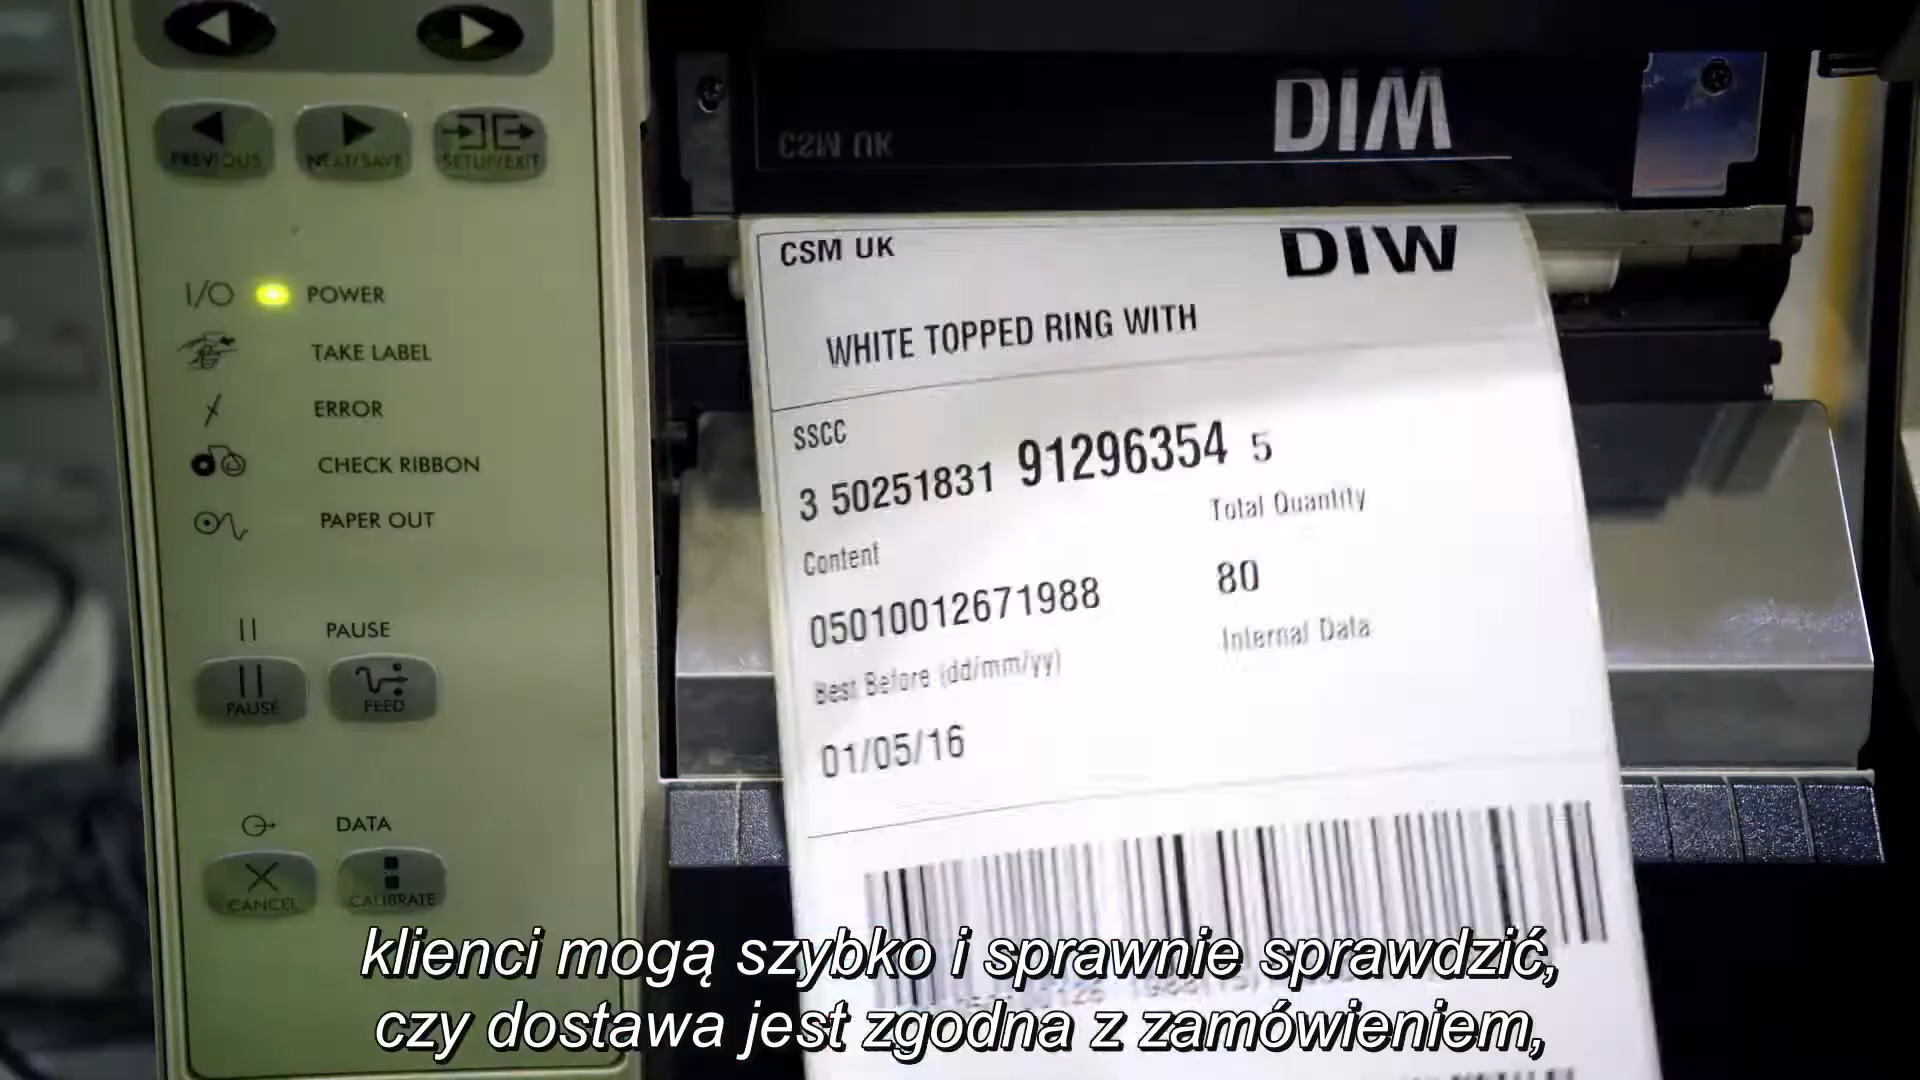 PREVIOUS NEXT/SAVE SETUP/EXIT
I/O POWER
TAKE LABEL
ERROR
CHECK RIBBON
PAPER OUT
PAUSE
PAUSE FEED
DATA
CANCEL CALIBRATE
CSM UK DIW
CSM UK DIW
WHITE TOPPED RING WITH
SSCC
3 50251831 91296354 5
Content Total Quantity
05010012671988 80
Best Before (dd/mm/yy) Internal Data
01/05/16
klienci mogą szybko i sprawnie sprawdzić,
czy dostawa jest zgodna z zamówieniem,